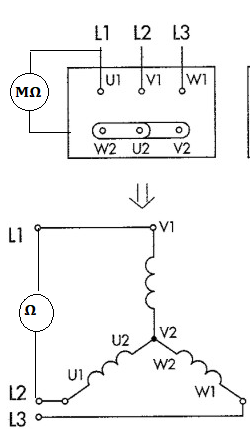 L1 L2 L3
U1 V1 W1
MΩ
W2 U2 V2
L1 V1
Ω
U2 V2
W2
U1 W1
L2
L3